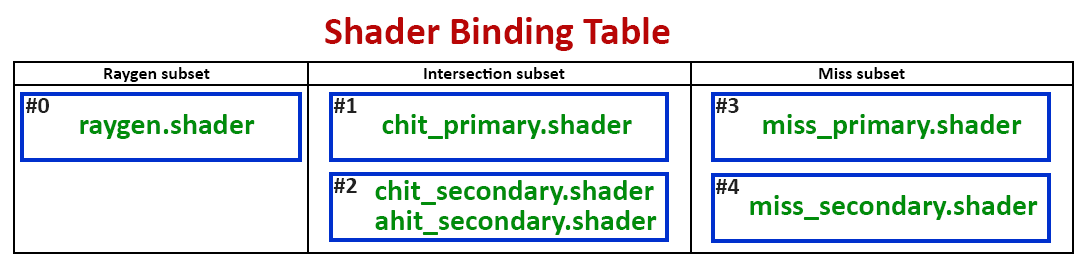 Shader Binding Table
Raygen subset
Intersection subset
Miss subset
#0
raygen.shader
#1
chit_primary.shader
#3
miss_primary.shader
#2
chit_secondary.shader
ahit_secondary.shader
#4
miss_secondary.shader